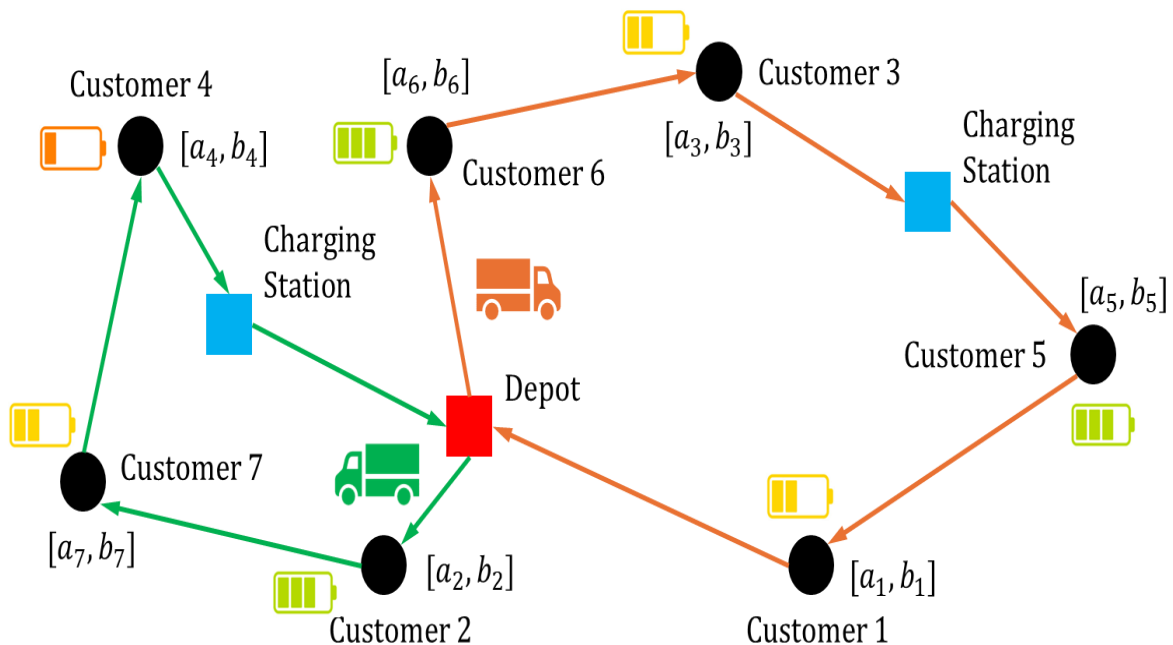 Customer 4
[a₄, b₄]
[a₆, b₆]
Customer 6
Customer 3
[a₃, b₃]
Charging
Station
Charging
Station
[a₅, b₅]
Customer 5
Depot
Customer 7
[a₇, b₇]
[a₂, b₂]
Customer 2
[a₁, b₁]
Customer 1